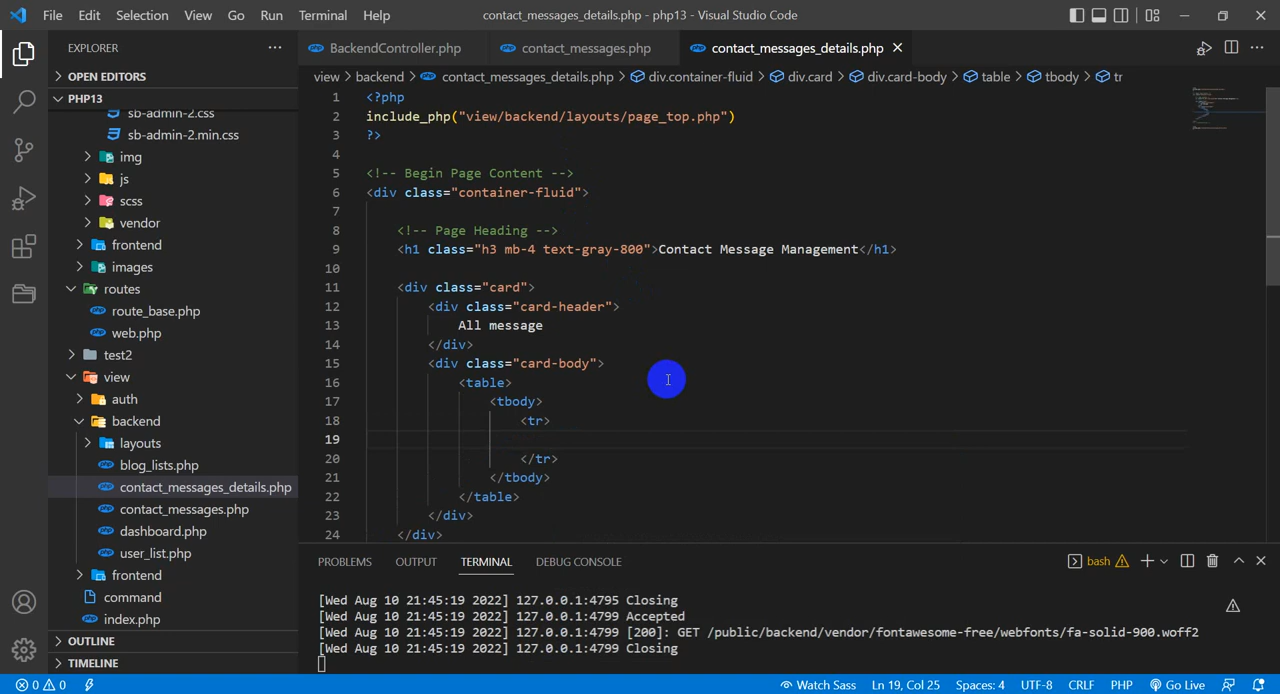 File Edit Selection View Go Run Terminal Help contact_messages_details.php - php13 - Visual Studio Code
EXPLORER
OPEN EDITORS
PHP13
sb-admin-2.css
sb-admin-2.min.css
img
js
scss
vendor
frontend
images
routes
route_base.php
web.php
test2
view
auth
backend
layouts
blog_lists.php
contact_messages_details.php
contact_messages.php
dashboard.php
user_list.php
frontend
command
index.php
OUTLINE
TIMELINE
BackendController.php contact_messages.php contact_messages_details.php
view > backend > contact_messages_details.php > div.container-fluid > div.card > div.card-body > table > tbody > tr
1 <?php
2 include_php("view/backend/layouts/page_top.php")
3 ?>
4
5 <!-- Begin Page Content -->
6 <div class="container-fluid">
7
8 <!-- Page Heading -->
9 <h1 class="h3 mb-4 text-gray-800">Contact Message Management</h1>
10
11 <div class="card">
12 <div class="card-header">
13 All message
14 </div>
15 <div class="card-body">
16 <table>
17 <tbody>
18 <tr>
19
20 </tr>
21 </tbody>
22 </table>
23 </div>
24 </div>
PROBLEMS OUTPUT TERMINAL DEBUG CONSOLE
bash
[Wed Aug 10 21:45:19 2022] 127.0.0.1:4795 Closing
[Wed Aug 10 21:45:19 2022] 127.0.0.1:4799 Accepted
[Wed Aug 10 21:45:19 2022] 127.0.0.1:4799 [200]: GET /public/backend/vendor/fontawesome-free/webfonts/fa-solid-900.woff2
[Wed Aug 10 21:45:19 2022] 127.0.0.1:4799 Closing
0 0 Watch Sass Ln 19, Col 25 Spaces: 4 UTF-8 CRLF PHP Go Live